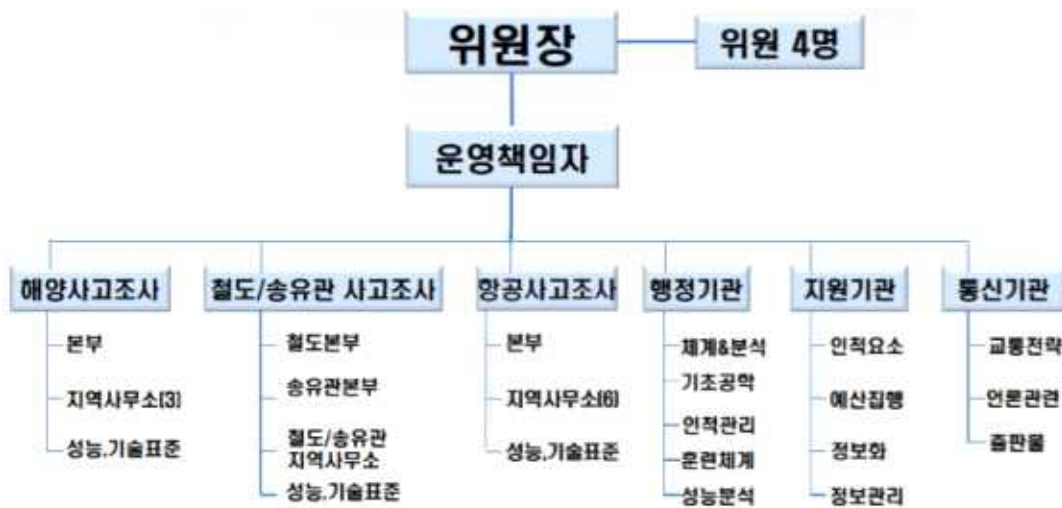 위원장
위원 4명
운영책임자
해양사고조사
본부
지역사무소(3)
성능,기술표준
철도/송유관 사고조사
철도본부
송유관본부
철도/송유관
지역사무소
성능,기술표준
항공사고조사
본부
지역사무소(6)
성능,기술표준
행정기관
체계&분석
기초공학
인적관리
훈련체계
성능분석
지원기관
인적요소
예산집행
정보화
정보관리
통신기관
교통전략
언론관련
출판물